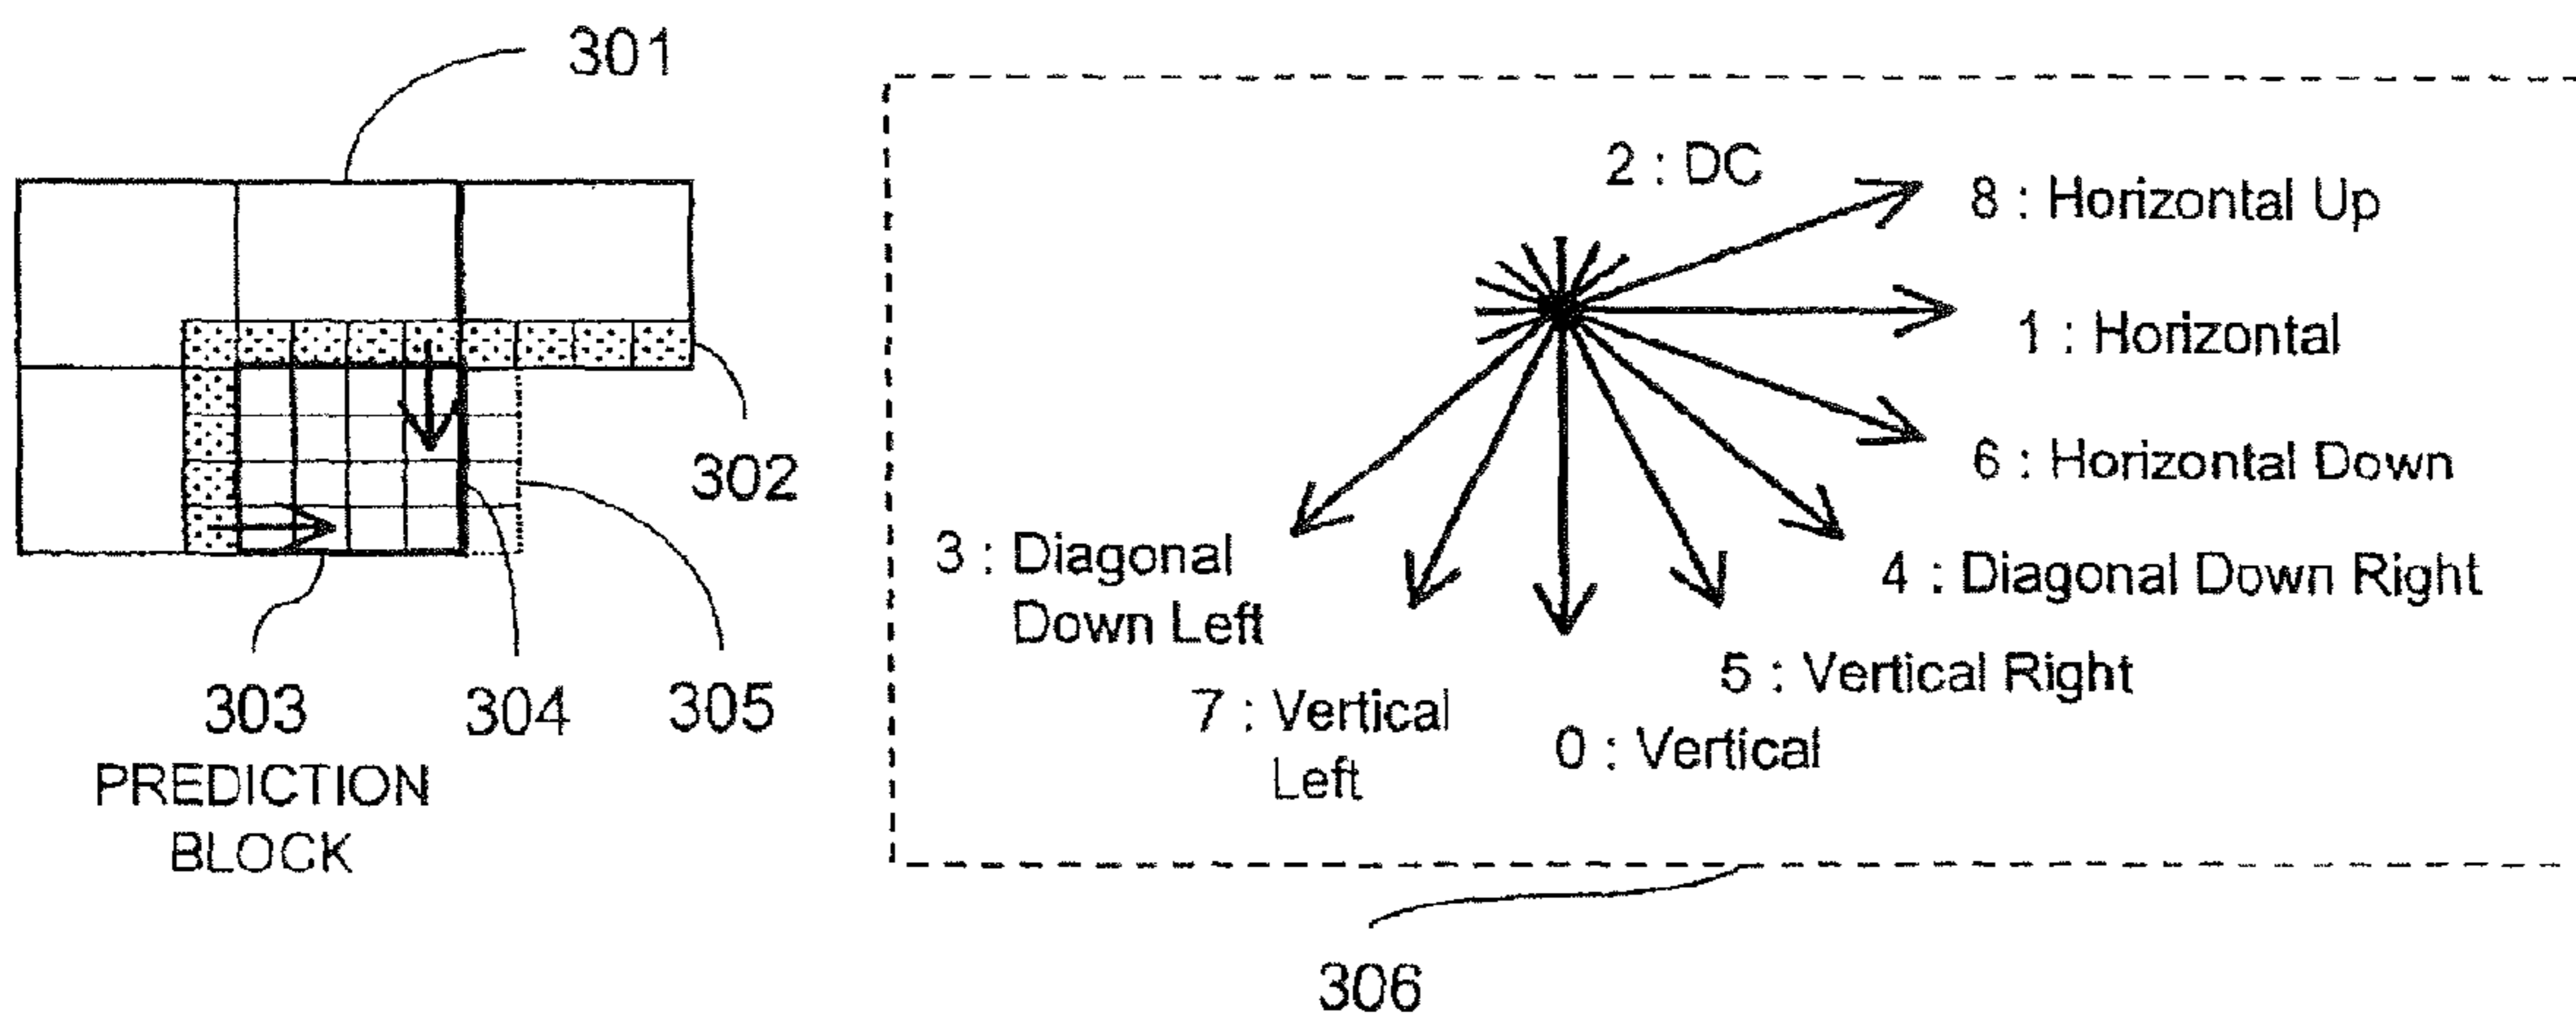 301
302
303
304
305
PREDICTION
BLOCK
2 : DC
8 : Horizontal Up
1 : Horizontal
6 : Horizontal Down
4 : Diagonal Down Right
3 : Diagonal
Down Left
5 : Vertical Right
7 : Vertical
Left
0 : Vertical
306